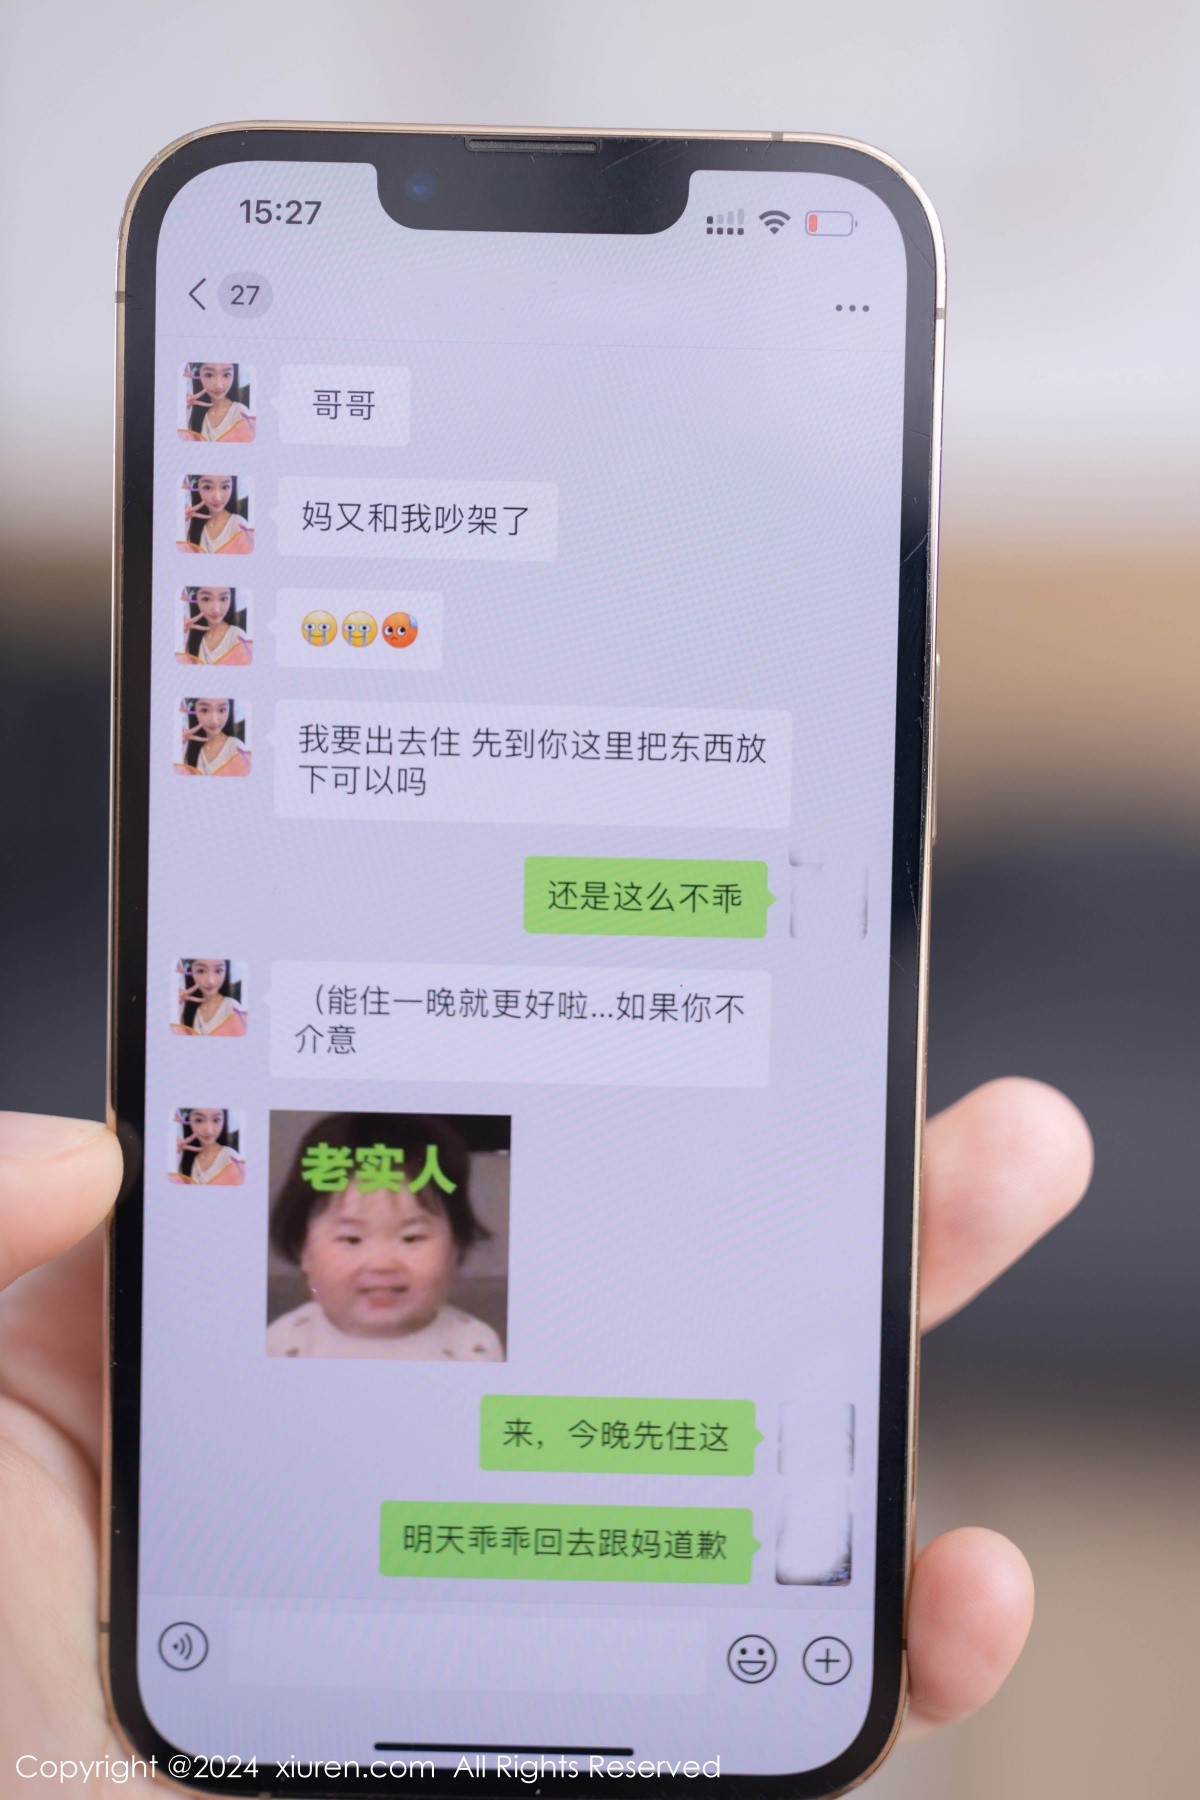 15:27
27
哥哥
妈又和我吵架了
我要出去住 先到你这里把东西放
下可以吗
还是这么不乖
（能住一晚就更好啦...如果你不
介意
老实人
来，今晚先住这
明天乖乖回去跟妈道歉
Copyright @2024 xiuren.com All Rights Reserved